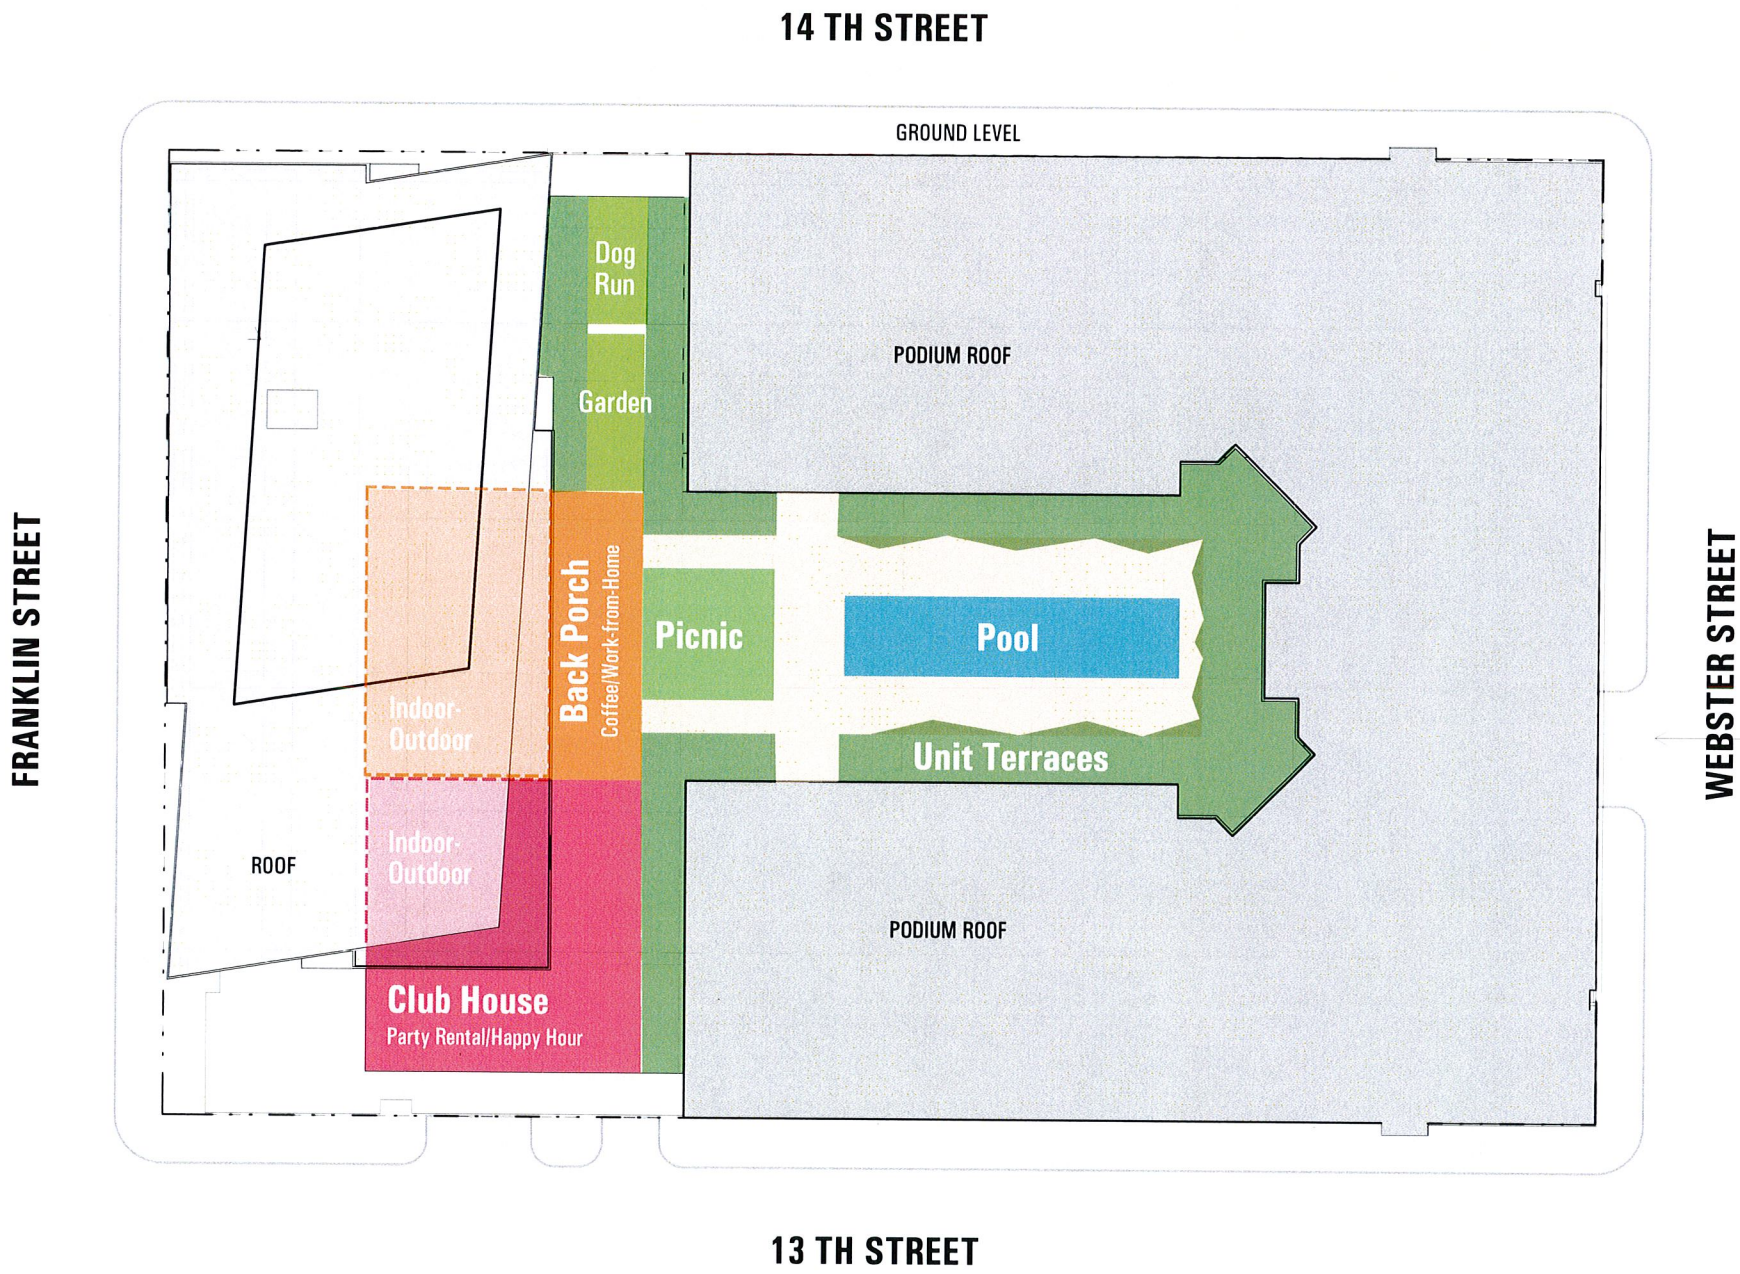 14 TH STREET
GROUND LEVEL
Dog
Run
PODIUM ROOF
Garden
FRANKLIN STREET
WEBSTER STREET
Back Porch
Coffee/Work-from-Home
Picnic
Pool
Indoor-
Outdoor
Unit Terraces
Indoor-
Outdoor
ROOF
PODIUM ROOF
Club House
Party Rental/Happy Hour
13 TH STREET